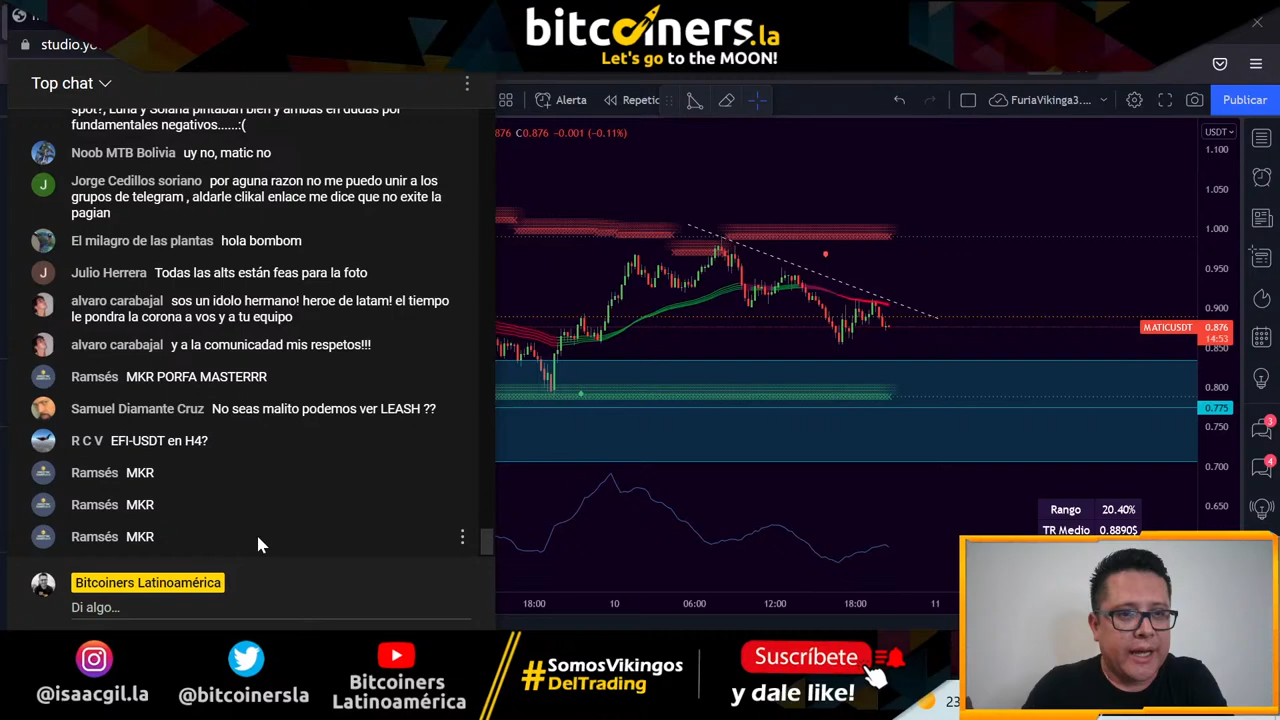 bitcoiners.la
Let's go to the MOON!
studio.yo
Top chat
spot?, Luna y Solana pintaban bien y ambas en dudas por
fundamentales negativos......:(
Noob MTB Bolivia uy no, matic no
Jorge Cedillos soriano por aguna razon no me puedo unir a los
grupos de telegram , aldarle clikal enlace me dice que no exite la
pagian
El milagro de las plantas hola bombom
Julio Herrera Todas las alts están feas para la foto
alvaro carabajal sos un idolo hermano! heroe de latam! el tiempo
le pondra la corona a vos y a tu equipo
alvaro carabajal y a la comunicadad mis respetos!!!
Ramsés MKR PORFA MASTERRR
Samuel Diamante Cruz No seas malito podemos ver LEASH ??
R C V EFI-USDT en H4?
Ramsés MKR
Ramsés MKR
Ramsés MKR
Bitcoiners Latinoamérica
Di algo...
Alerta
Repetic
FuriaVikinga3....
Publicar
876 C0.876 -0.001 (-0.11%)
USDT
1.100
1.050
1.000
0.950
0.900
MATICUSDT 0.876
14:53
0.850
0.800
0.775
0.750
0.700
0.650
3
4
J
Rango 20.40%
TR Medio 0.8890$
18:00
10
06:00
12:00
18:00
11
@isaacgil.la
@bitcoinersla
Bitcoiners
Latinoamérica
#SomosVikingos
DelTrading
Suscríbete
y dale like!
23